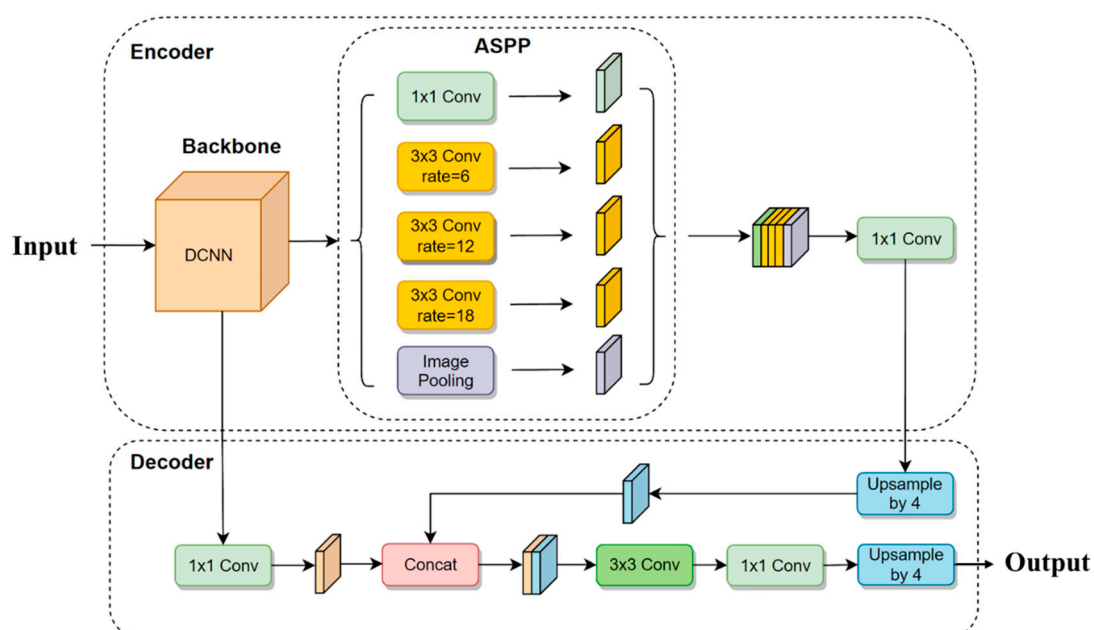 Encoder
ASPP
1x1 Conv
Backbone
3x3 Conv
rate=6
Input
DCNN
3x3 Conv
rate=12
1x1 Conv
3x3 Conv
rate=18
Image
Pooling
Decoder
Upsample
by 4
1x1 Conv
Concat
3x3 Conv
1x1 Conv
Upsample
by 4
Output